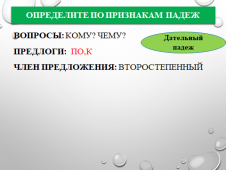 ОПРЕДЕЛИТЕ ПО ПРИЗНАКАМ ПАДЕЖ
ВОПРОСЫ: КОМУ? ЧЕМУ?
Дательный
падеж
ПРЕДЛОГИ: ПО,К
ЧЛЕН ПРЕДЛОЖЕНИЯ: ВТОРОСТЕПЕННЫЙ